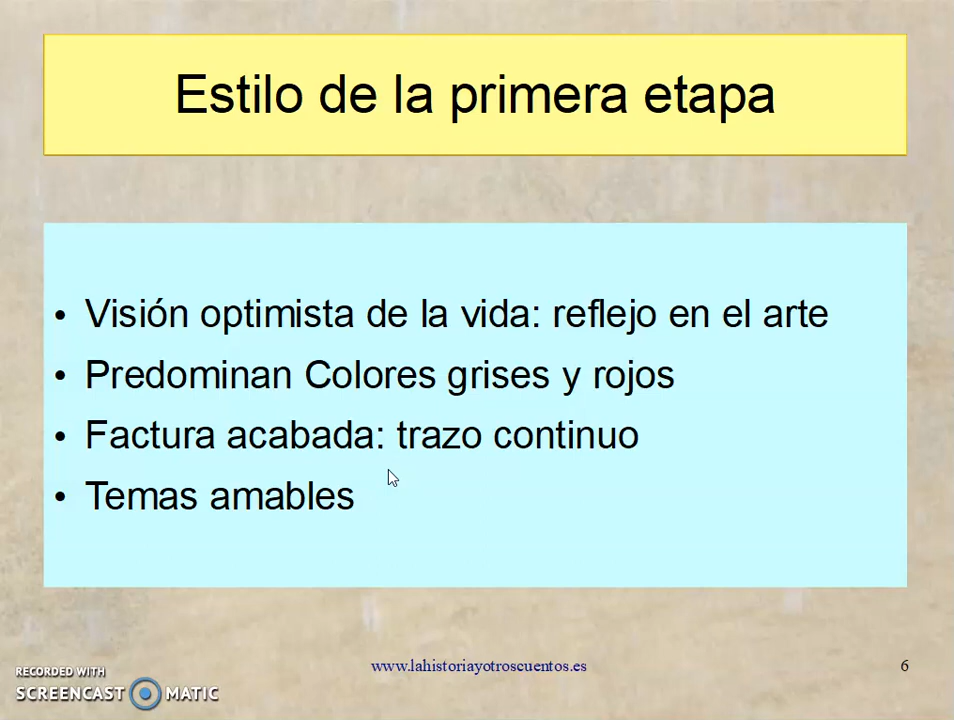 Estilo de la primera etapa
• Visión optimista de la vida: reflejo en el arte
• Predominan Colores grises y rojos
• Factura acabada: trazo continuo
• Temas amables
RECORDED WITH
SCREENCAST MATIC
www.lahistoriayotroscuentos.es
6